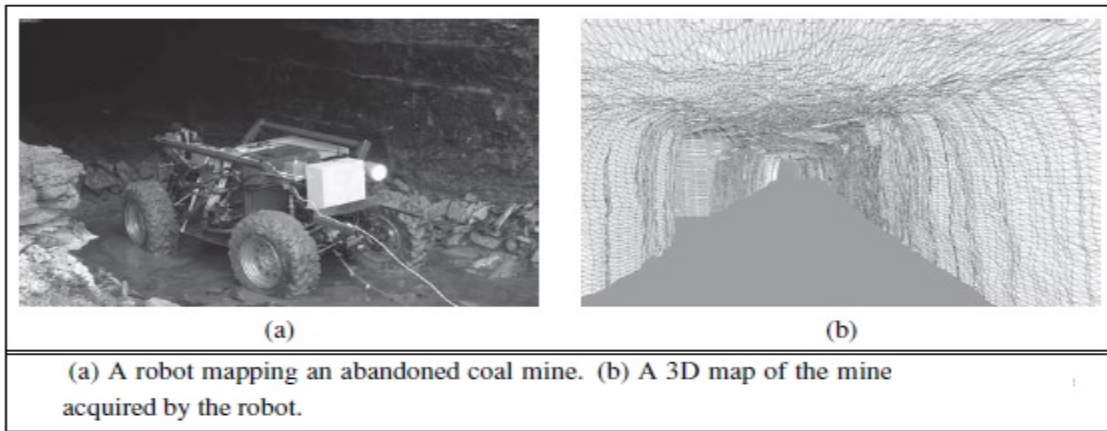 (a)
(b)
(a) A robot mapping an abandoned coal mine. (b) A 3D map of the mine
acquired by the robot.